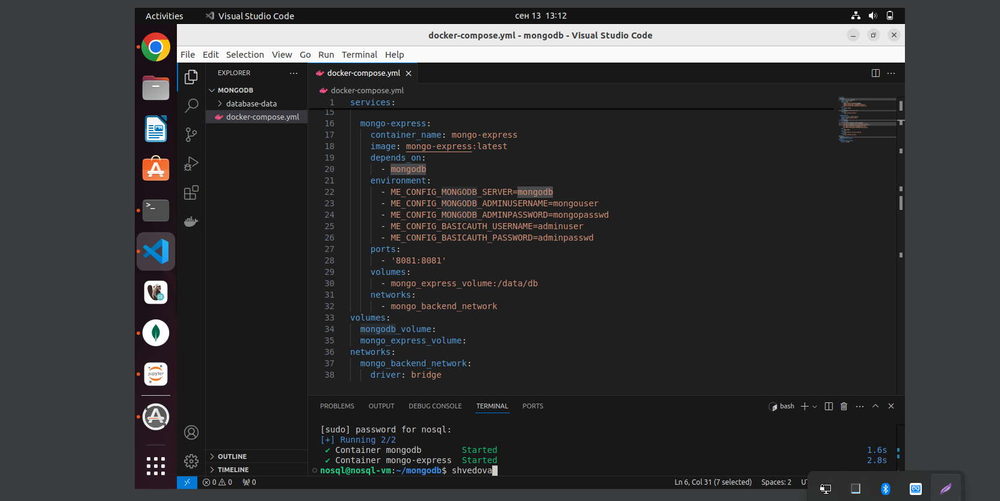 Activities
Visual Studio Code
сен 13 13:12
docker-compose.yml - mongodb - Visual Studio Code
File Edit Selection View Go Run Terminal Help
EXPLORER
MONGODB
database-data
docker-compose.yml
OUTLINE
TIMELINE
docker-compose.yml
docker-compose.yml
1 services:
15
16 mongo-express:
17 container_name: mongo-express
18 image: mongo-express:latest
19 depends_on:
20 - mongodb
21 environment:
22 - ME_CONFIG_MONGODB_SERVER=mongodb
23 - ME_CONFIG_MONGODB_ADMINUSERNAME=mongouser
24 - ME_CONFIG_MONGODB_ADMINPASSWORD=mongopasswd
25 - ME_CONFIG_BASICAUTH_USERNAME=adminuser
26 - ME_CONFIG_BASICAUTH_PASSWORD=adminpasswd
27 ports:
28 - '8081:8081'
29 volumes:
30 - mongo_express_volume:/data/db
31 networks:
32 - mongo_backend_network
33 volumes:
34 mongodb_volume:
35 mongo_express_volume:
36 networks:
37 mongo_backend_network:
38 driver: bridge
PROBLEMS OUTPUT DEBUG CONSOLE TERMINAL PORTS
bash
[sudo] password for nosql:
[+] Running 2/2
✔ Container mongodb Started 1.6s
✔ Container mongo-express Started 2.8s
nosql@nosql-vm:~/mongodb$ shvedova
0 0 0
Ln 6, Col 31 (7 selected) Spaces: 2
jupyter
CE